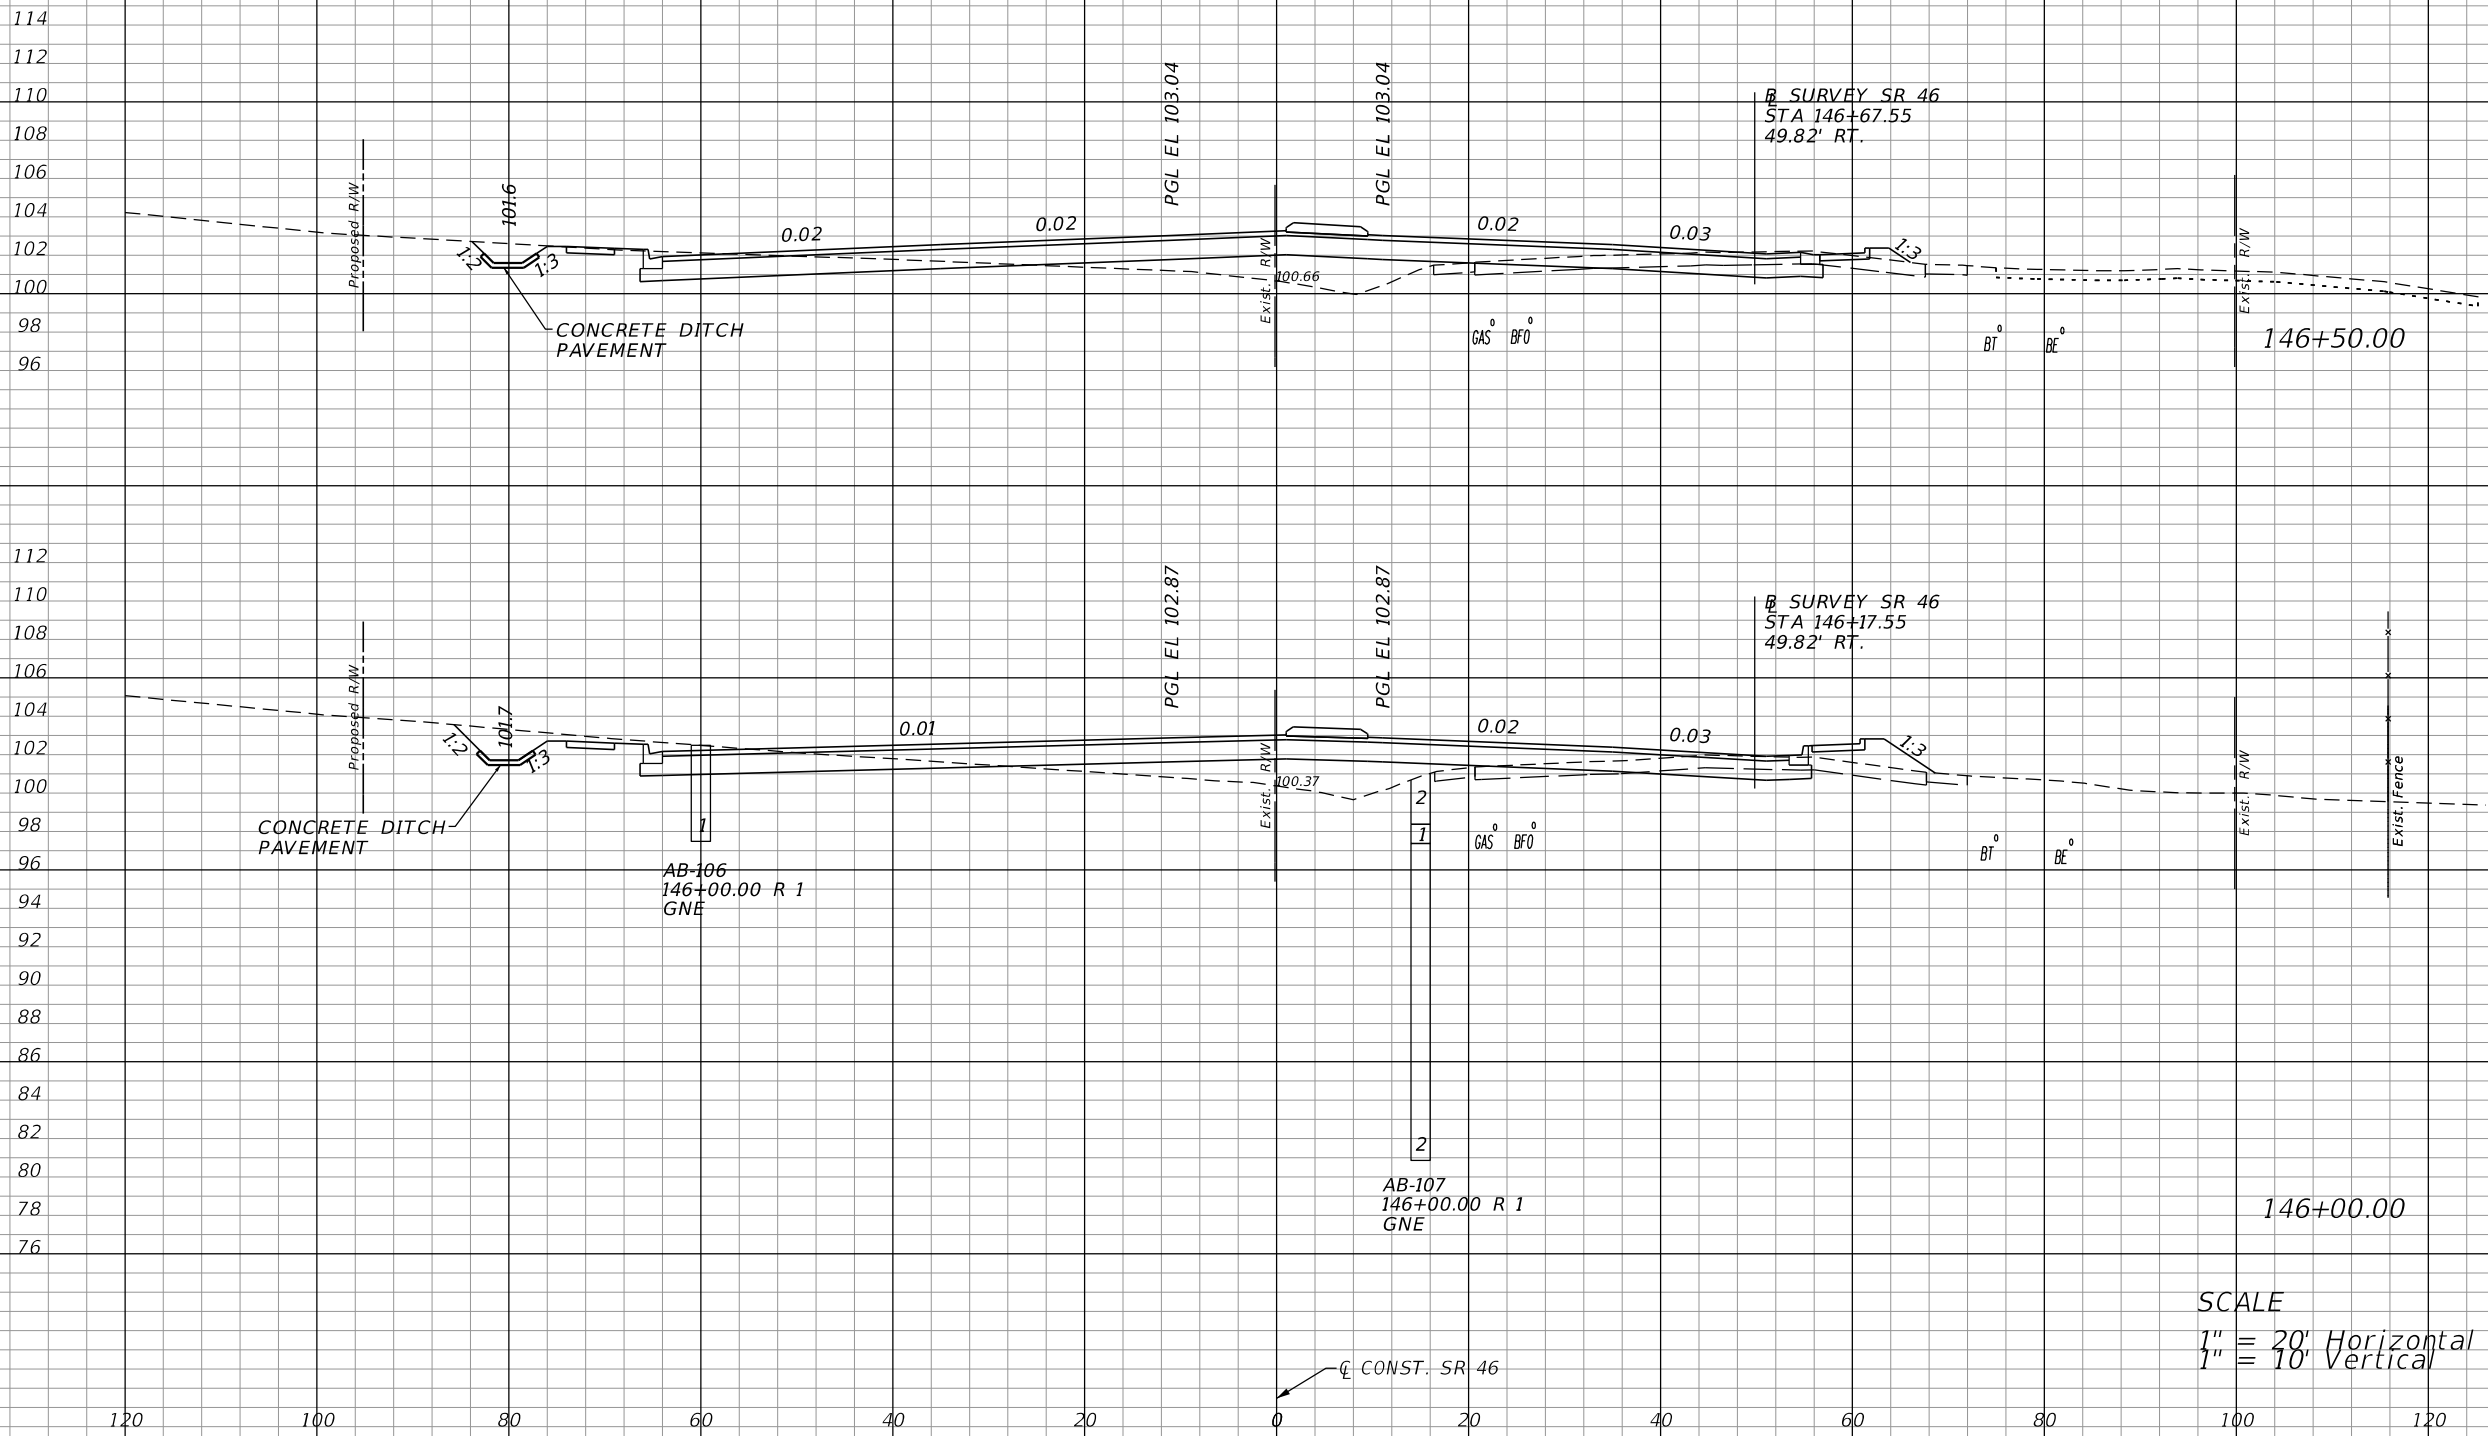 114
112
110
108
106
104
102
100
98
96
PGL EL 103.04
PGL EL 103.04
℄ SURVEY SR 46
STA 146+67.55
49.82' RT.
Proposed R/W
101.6
1:2
1:3
0.02
0.02
Exist. R/W
100.66
0.02
0.03
1:3
Exist. R/W
CONCRETE DITCH
PAVEMENT
GAS
BFO
BT
BE
146+50.00
112
110
108
106
104
102
100
98
96
94
92
90
88
86
84
82
80
78
76
PGL EL 102.87
PGL EL 102.87
℄ SURVEY SR 46
STA 146+17.55
49.82' RT.
Proposed R/W
101.7
1:2
1:3
0.01
Exist. R/W
100.37
0.02
0.03
1:3
Exist. R/W
Exist. Fence
CONCRETE DITCH
PAVEMENT
1
AB-106
146+00.00 R 1
GNE
2
1
2
GAS
BFO
BT
BE
AB-107
146+00.00 R 1
GNE
146+00.00
SCALE
1" = 20' Horizontal
1" = 10' Vertical
℄ CONST. SR 46
120 100 80 60 40 20 0 20 40 60 80 100 120